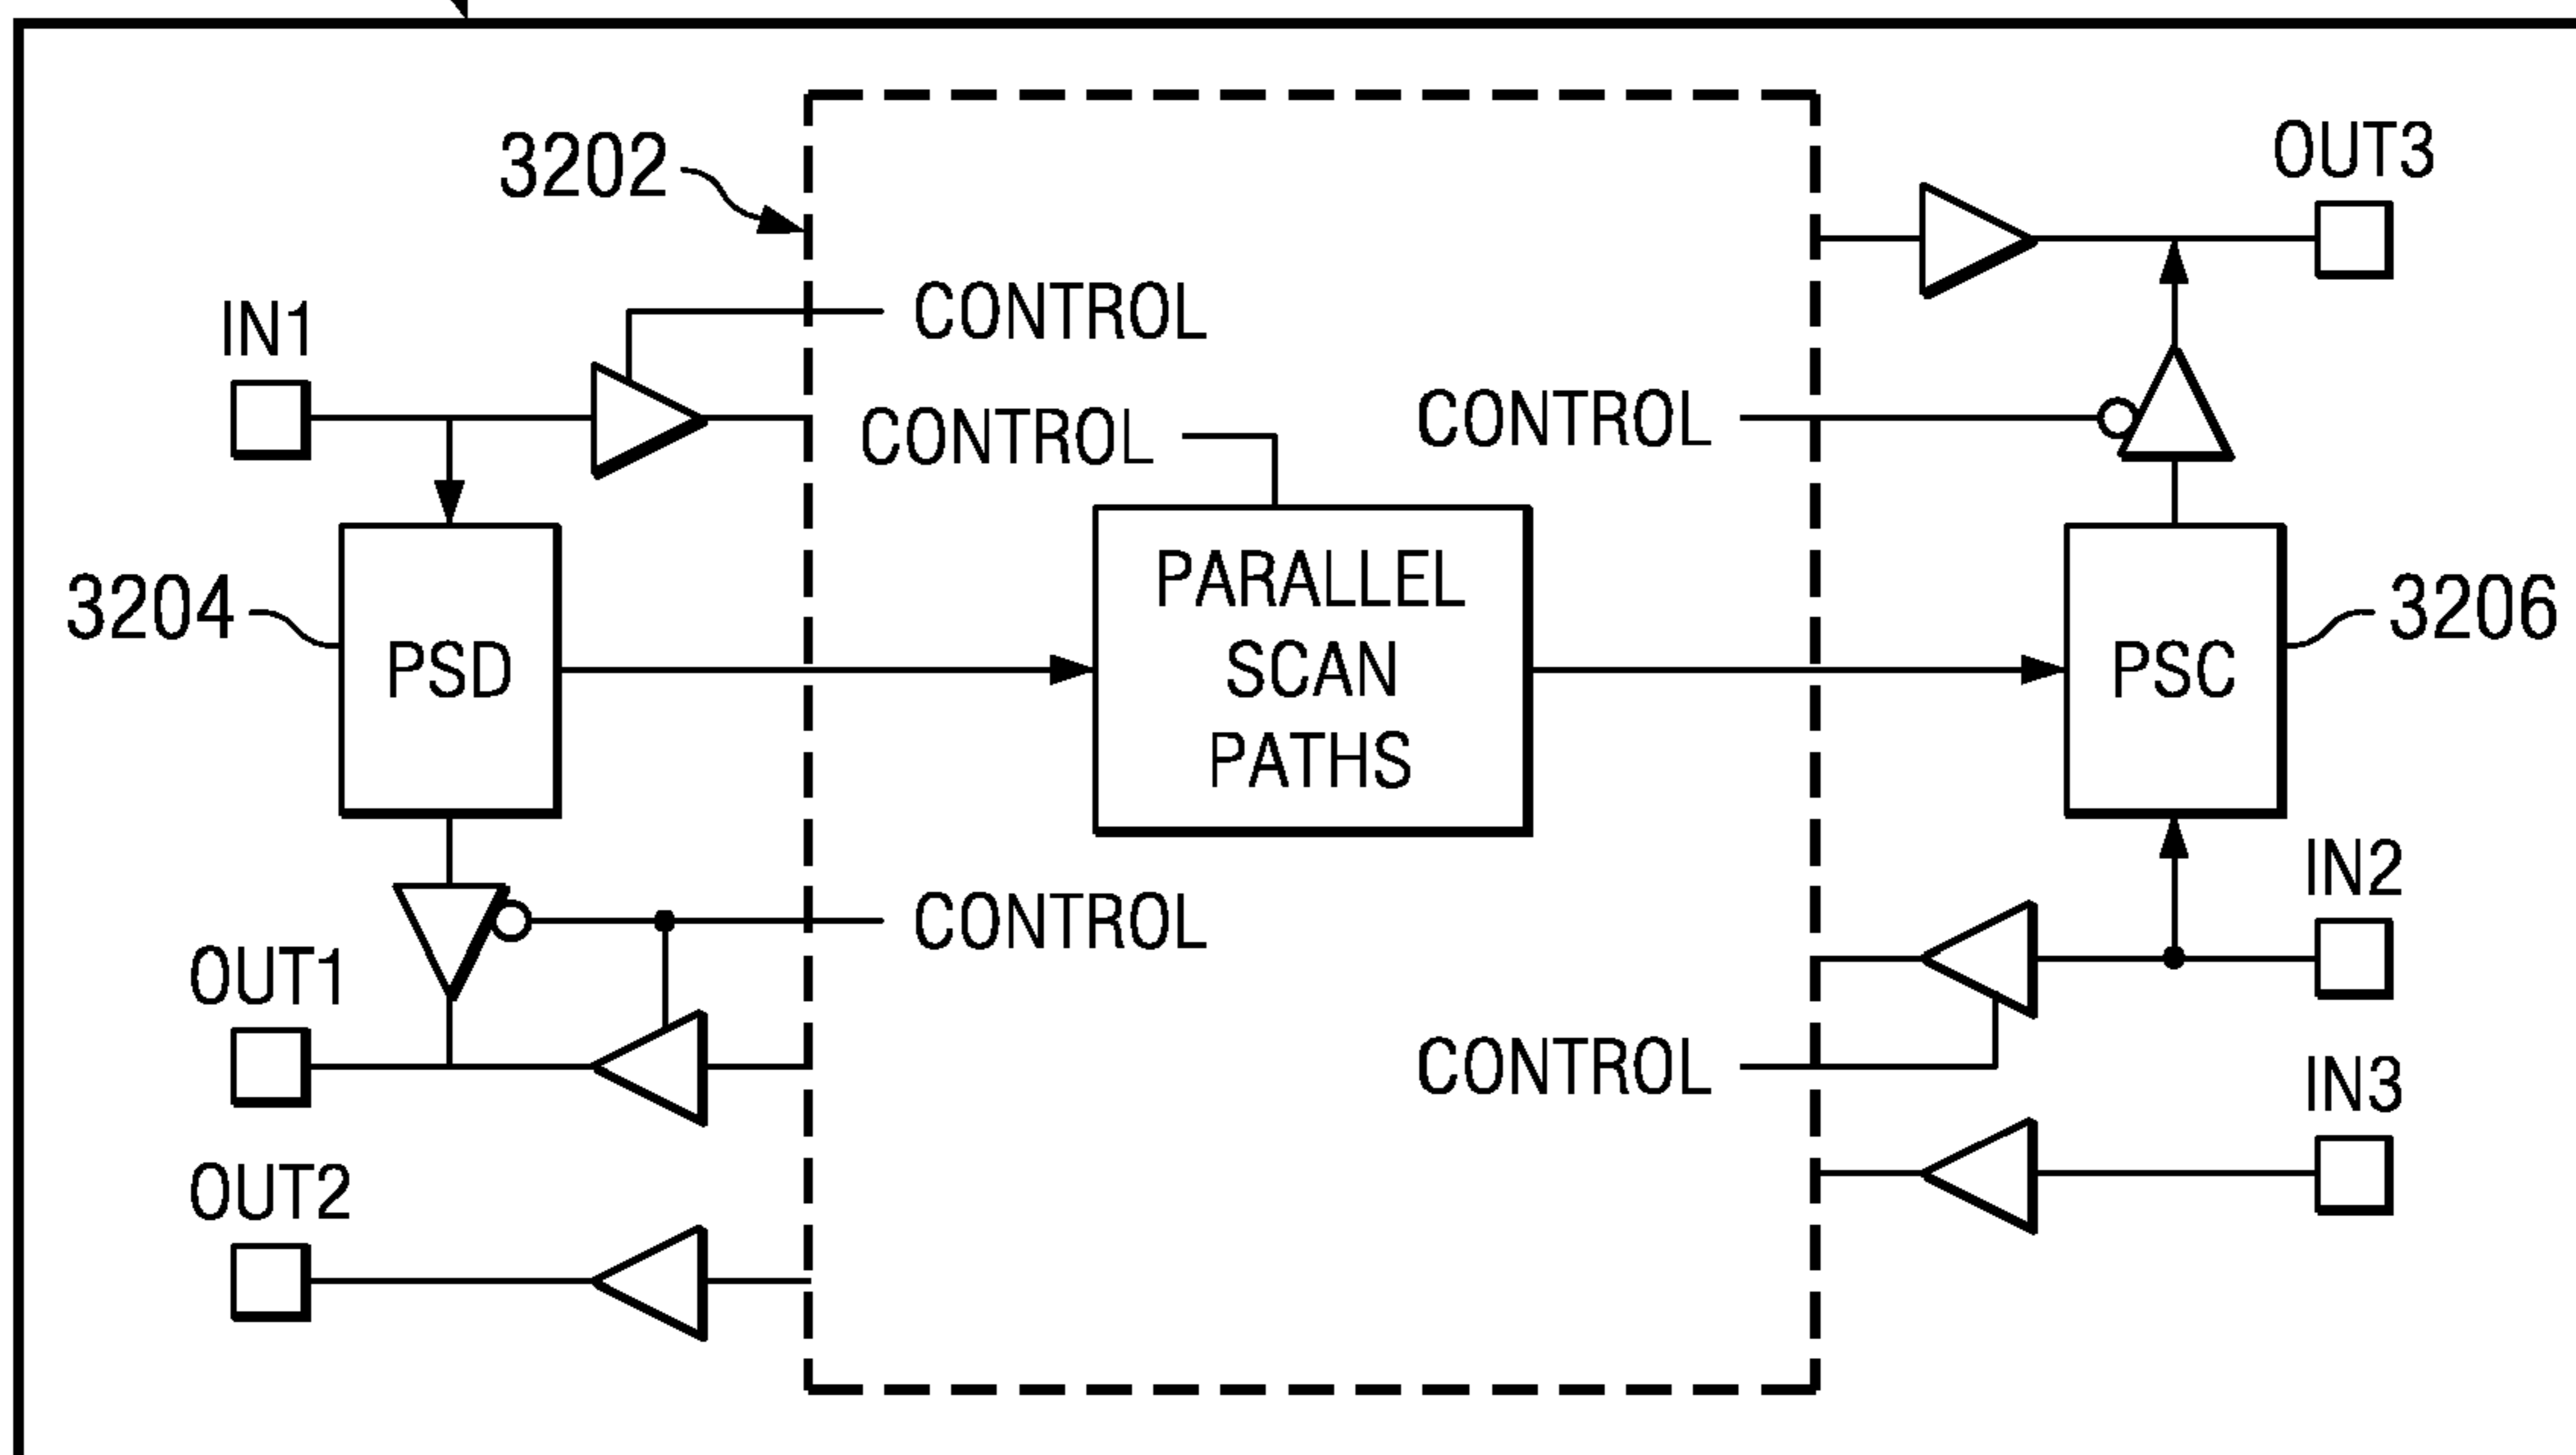 3202
OUT3
IN1
CONTROL
CONTROL
CONTROL
3204
PSD
PARALLEL
SCAN
PATHS
PSC
3206
CONTROL
IN2
OUT1
CONTROL
IN3
OUT2